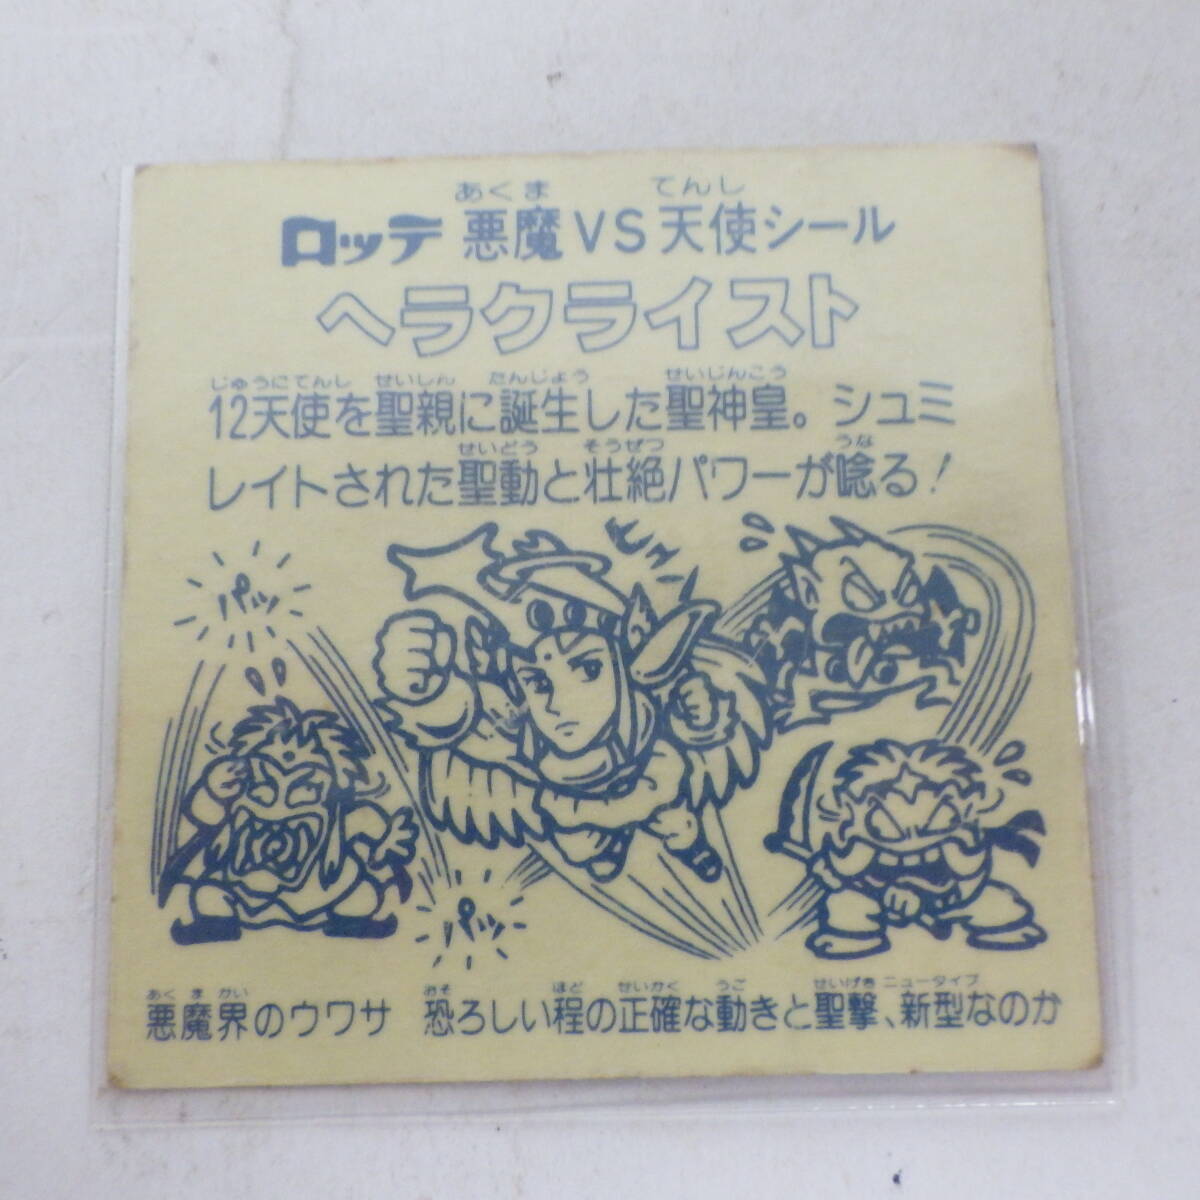 あくま てんし
ロッテ 悪魔VS天使シール
ヘラクライスト
じゅうにてんし せいしん たんじょう せいじんこう
12天使を聖親に誕生した聖神皇。シュミ
せいどう そうぜつ うな
レイトされた聖動と壮絶パワーが唸る!
ヒュー
パッ
パッ
あくまかい おそ ほど せいかく うご せいげき ニュータイプ
悪魔界のウワサ 恐ろしい程の正確な動きと聖撃、新型なのか